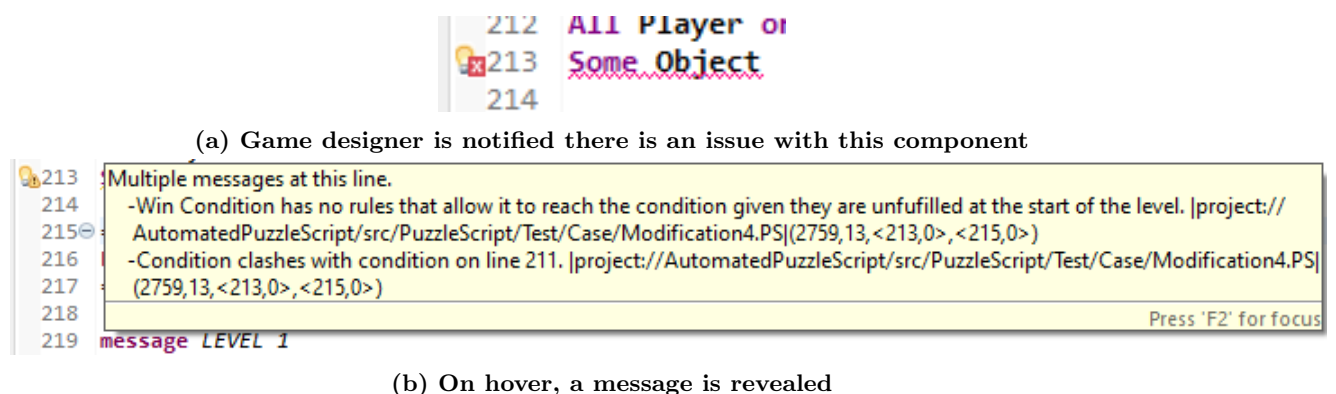 212 All Player on
213 Some Object
214
(a) Game designer is notified there is an issue with this component
213 Multiple messages at this line.
214 -Win Condition has no rules that allow it to reach the condition given they are unfufilled at the start of the level. |project://
215 AutomatedPuzzleScript/src/PuzzleScript/Test/Case/Modification4.PS|(2759,13,<213,0>,<215,0>)
216 -Condition clashes with condition on line 211. |project://AutomatedPuzzleScript/src/PuzzleScript/Test/Case/Modification4.PS|
217 (2759,13,<213,0>,<215,0>)
218 Press 'F2' for focus
219 message LEVEL 1
(b) On hover, a message is revealed